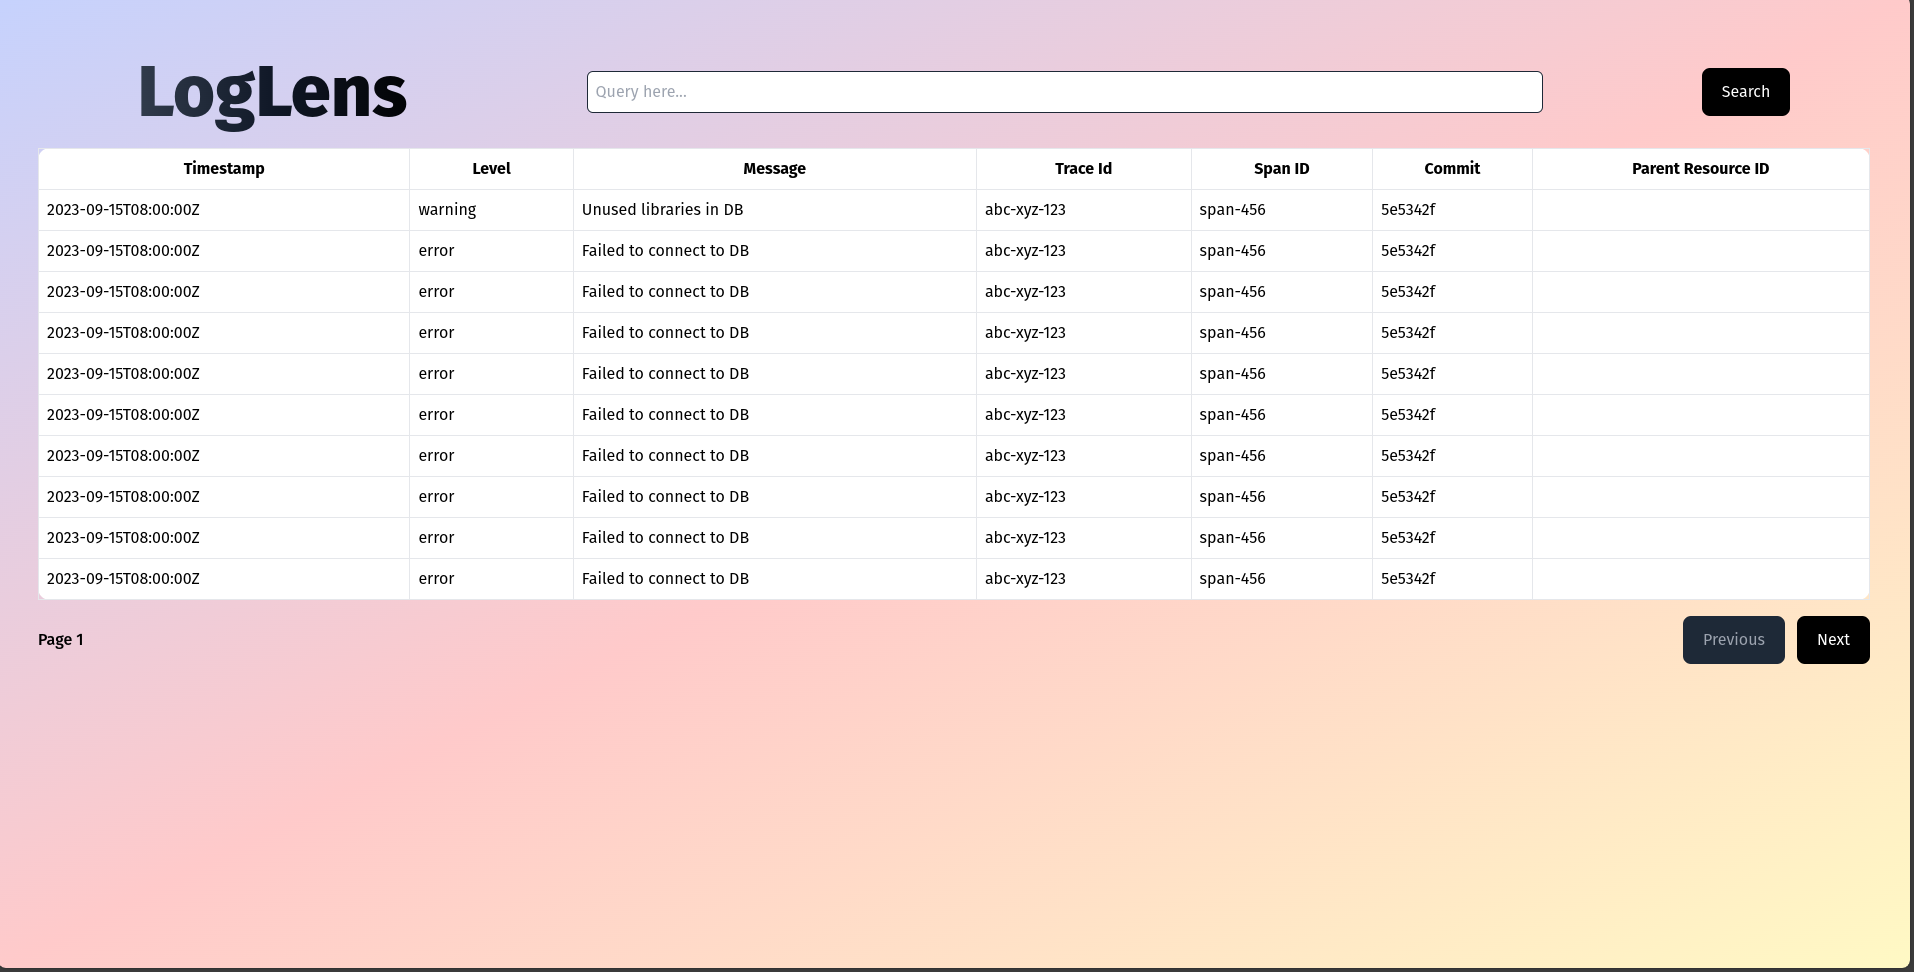 LogLens
Query here...
Search
Timestamp Level Message Trace Id Span ID Commit Parent Resource ID
2023-09-15T08:00:00Z warning Unused libraries in DB abc-xyz-123 span-456 5e5342f
2023-09-15T08:00:00Z error Failed to connect to DB abc-xyz-123 span-456 5e5342f
2023-09-15T08:00:00Z error Failed to connect to DB abc-xyz-123 span-456 5e5342f
2023-09-15T08:00:00Z error Failed to connect to DB abc-xyz-123 span-456 5e5342f
2023-09-15T08:00:00Z error Failed to connect to DB abc-xyz-123 span-456 5e5342f
2023-09-15T08:00:00Z error Failed to connect to DB abc-xyz-123 span-456 5e5342f
2023-09-15T08:00:00Z error Failed to connect to DB abc-xyz-123 span-456 5e5342f
2023-09-15T08:00:00Z error Failed to connect to DB abc-xyz-123 span-456 5e5342f
2023-09-15T08:00:00Z error Failed to connect to DB abc-xyz-123 span-456 5e5342f
2023-09-15T08:00:00Z error Failed to connect to DB abc-xyz-123 span-456 5e5342f
Page 1
Previous
Next